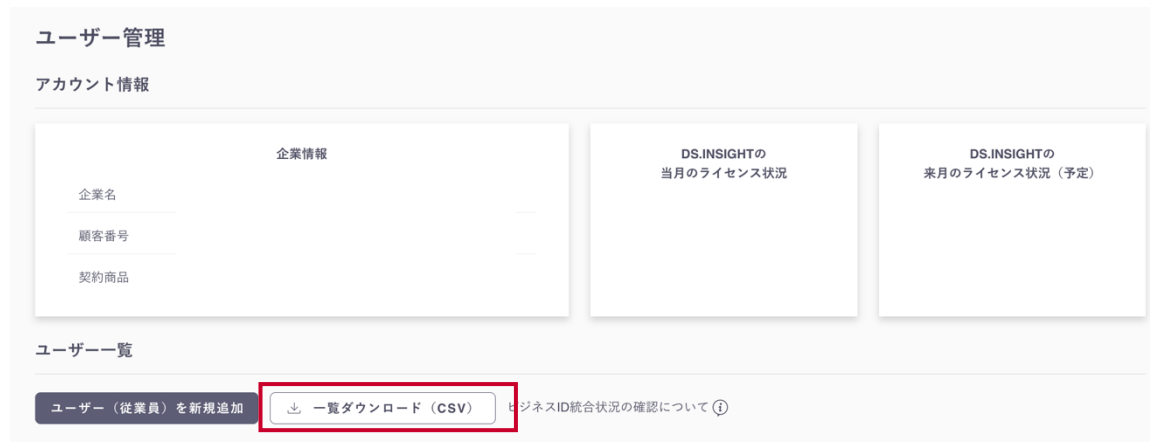 ユーザー管理
アカウント情報
企業情報
企業名
顧客番号
契約商品
DS.INSIGHTの
当月のライセンス状況
DS.INSIGHTの
来月のライセンス状況（予定）
ユーザー一覧
ユーザー（従業員）を新規追加
一覧ダウンロード（CSV）
ビジネスID統合状況の確認について